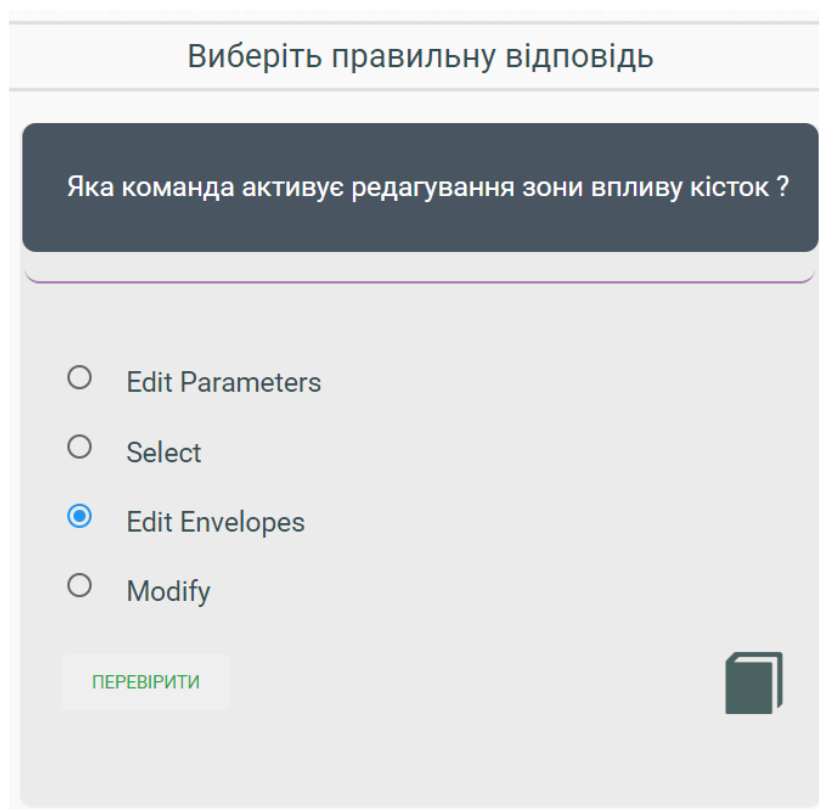 Виберіть правильну відповідь
Яка команда активує редагування зони впливу кісток ?
Edit Parameters
Select
Edit Envelopes
Modify
ПЕРЕВІРИТИ